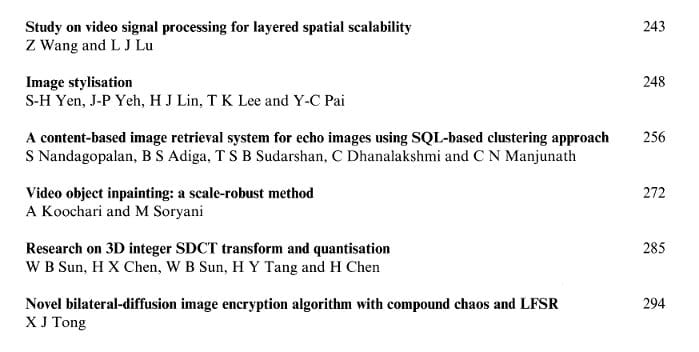 Study on video signal processing for layered spatial scalability 243
Z Wang and L J Lu
Image stylisation 248
S-H Yen, J-P Yeh, H J Lin, T K Lee and Y-C Pai
A content-based image retrieval system for echo images using SQL-based clustering approach 256
S Nandagopalan, B S Adiga, T S B Sudarshan, C Dhanalakshmi and C N Manjunath
Video object inpainting: a scale-robust method 272
A Koochari and M Soryani
Research on 3D integer SDCT transform and quantisation 285
W B Sun, H X Chen, W B Sun, H Y Tang and H Chen
Novel bilateral-diffusion image encryption algorithm with compound chaos and LFSR 294
X J Tong